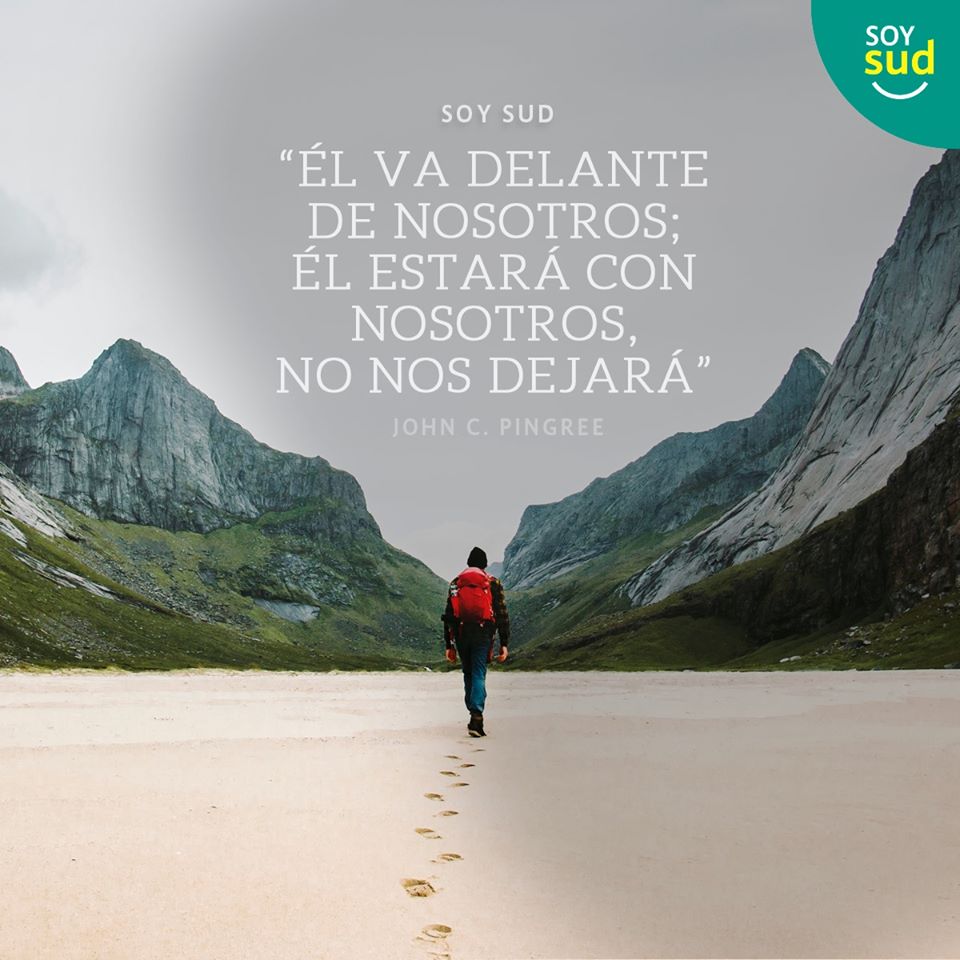 SOY
sud
SOY SUD
“ÉL VA DELANTE
DE NOSOTROS;
ÉL ESTARÁ CON
NOSOTROS,
NO NOS DEJARÁ”
JOHN C. PINGREE